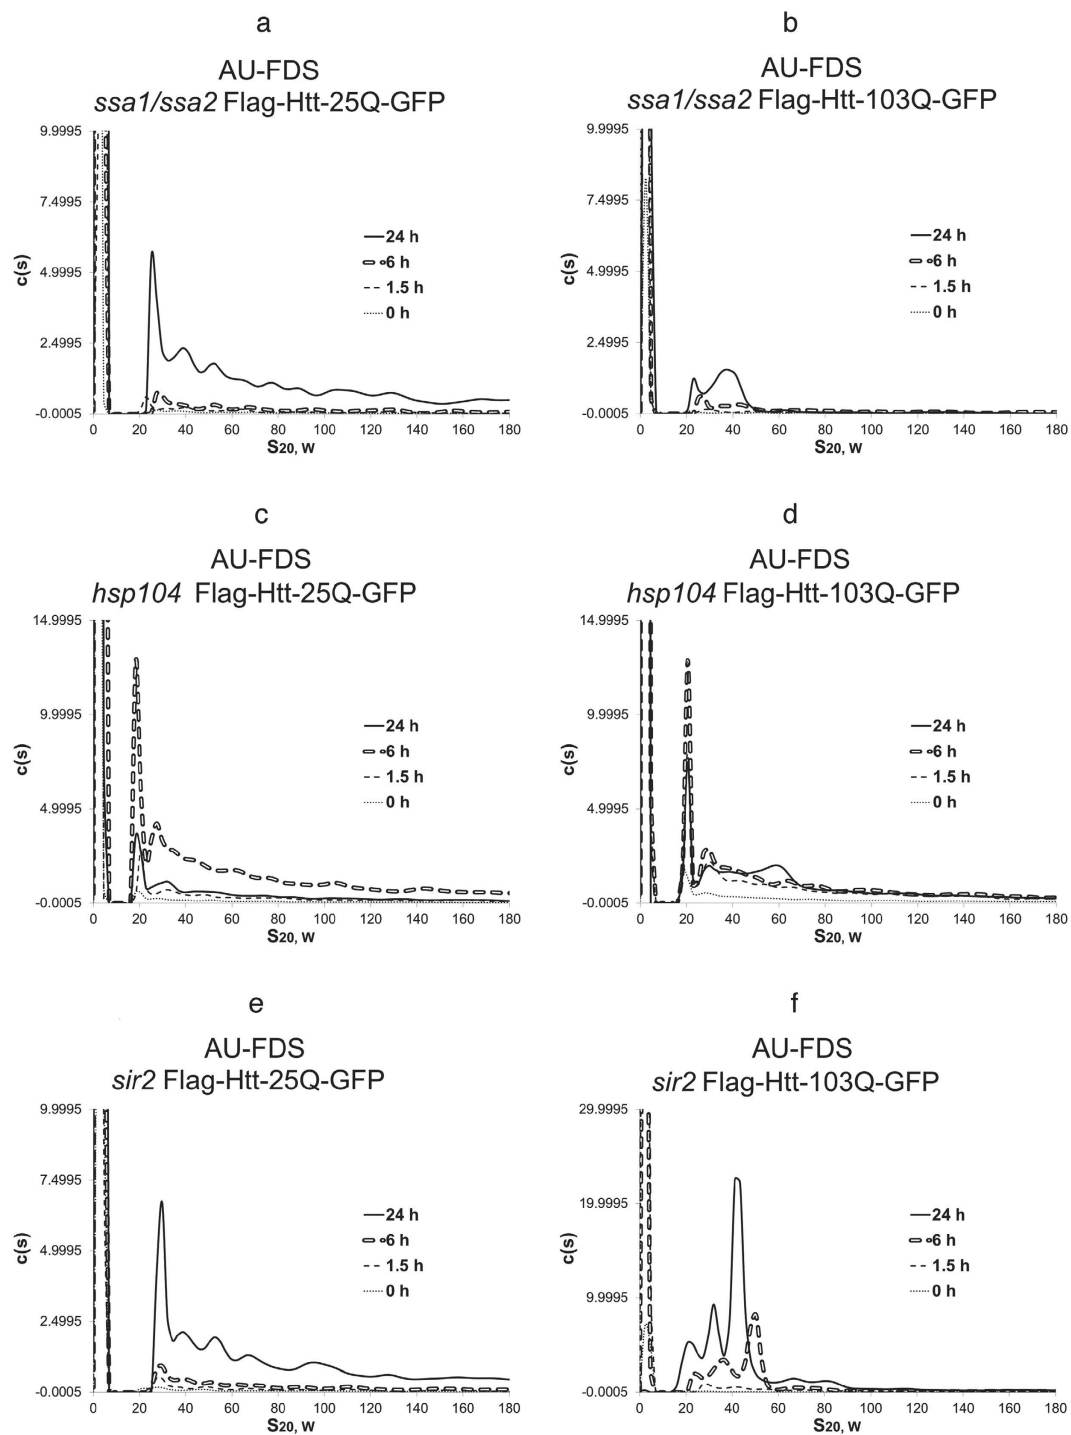 a
AU-FDS
ssa1/ssa2 Flag-Htt-25Q-GFP
9.9995
7.4995
4.9995
2.4995
-0.0005
c(s)
24 h
6 h
1.5 h
0 h
0 20 40 60 80 100 120 140 160 180
S20, W
b
AU-FDS
ssa1/ssa2 Flag-Htt-103Q-GFP
9.9995
7.4995
4.9995
2.4995
-0.0005
c(s)
24 h
6 h
1.5 h
0 h
0 20 40 60 80 100 120 140 160 180
S20, W
c
AU-FDS
hsp104 Flag-Htt-25Q-GFP
14.9995
9.9995
4.9995
-0.0005
c(s)
24 h
6 h
1.5 h
0 h
0 20 40 60 80 100 120 140 160 180
S20, W
d
AU-FDS
hsp104 Flag-Htt-103Q-GFP
14.9995
9.9995
4.9995
-0.0005
c(s)
24 h
6 h
1.5 h
0 h
0 20 40 60 80 100 120 140 160 180
S20, W
e
AU-FDS
sir2 Flag-Htt-25Q-GFP
9.9995
7.4995
4.9995
2.4995
-0.0005
c(s)
24 h
6 h
1.5 h
0 h
0 20 40 60 80 100 120 140 160 180
S20, W
f
AU-FDS
sir2 Flag-Htt-103Q-GFP
29.9995
19.9995
9.9995
-0.0005
c(s)
24 h
6 h
1.5 h
0 h
0 20 40 60 80 100 120 140 160 180
S20, W